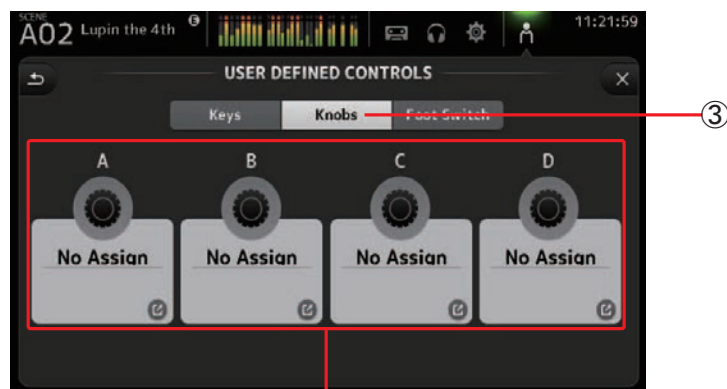 SCENE
A02 Lupin the 4th E 11:21:59
USER DEFINED CONTROLS
Keys Knobs Foot Switch ③
A B C D
No Assign No Assign No Assign No Assign